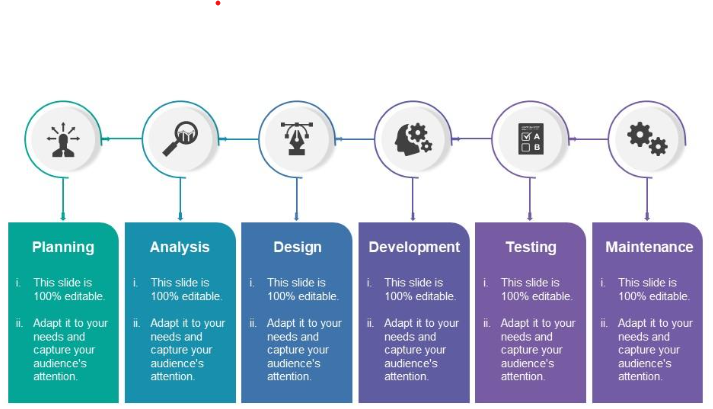 A
B
Planning
i. This slide is
100% editable.
ii. Adapt it to your
needs and
capture your
audience's
attention.
Analysis
i. This slide is
100% editable.
ii. Adapt it to your
needs and
capture your
audience's
attention.
Design
i. This slide is
100% editable.
ii. Adapt it to your
needs and
capture your
audience's
attention.
Development
i. This slide is
100% editable.
ii. Adapt it to your
needs and
capture your
audience's
attention.
Testing
i. This slide is
100% editable.
ii. Adapt it to your
needs and
capture your
audience's
attention.
Maintenance
i. This slide is
100% editable.
ii. Adapt it to your
needs and
capture your
audience's
attention.